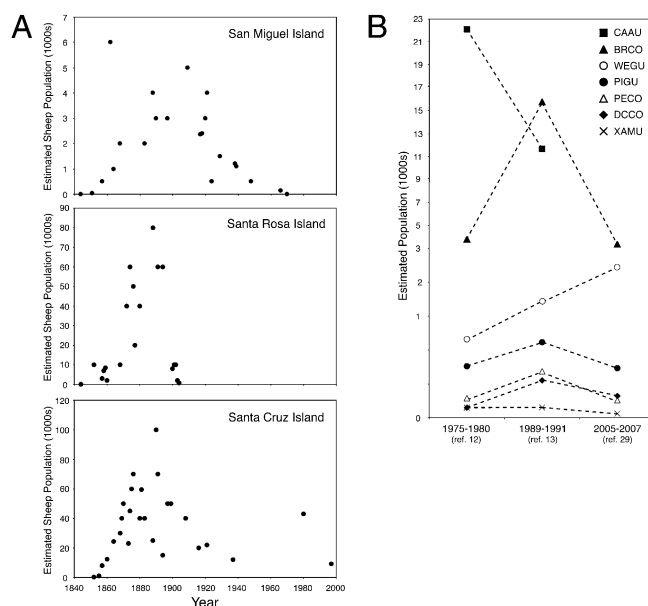 A
San Miguel Island
Estimated Sheep Population (1000s)
7
6
5
4
3
2
1
0
Santa Rosa Island
Estimated Sheep Population (1000s)
90
80
70
60
50
40
30
20
10
0
Santa Cruz Island
Estimated Sheep Population (1000s)
120
100
80
60
40
20
0
1840 1860 1880 1900 1920 1940 1960 1980 2000
Year
B
CAAU
BRCO
WEGU
PIGU
PECO
DCCO
XAMU
Estimated Population (1000s)
23
21
19
17
15
13
11
9
7
5
3
2
1
0
1975-1980 1989-1991 2005-2007
(ref. 12) (ref. 13) (ref. 29)